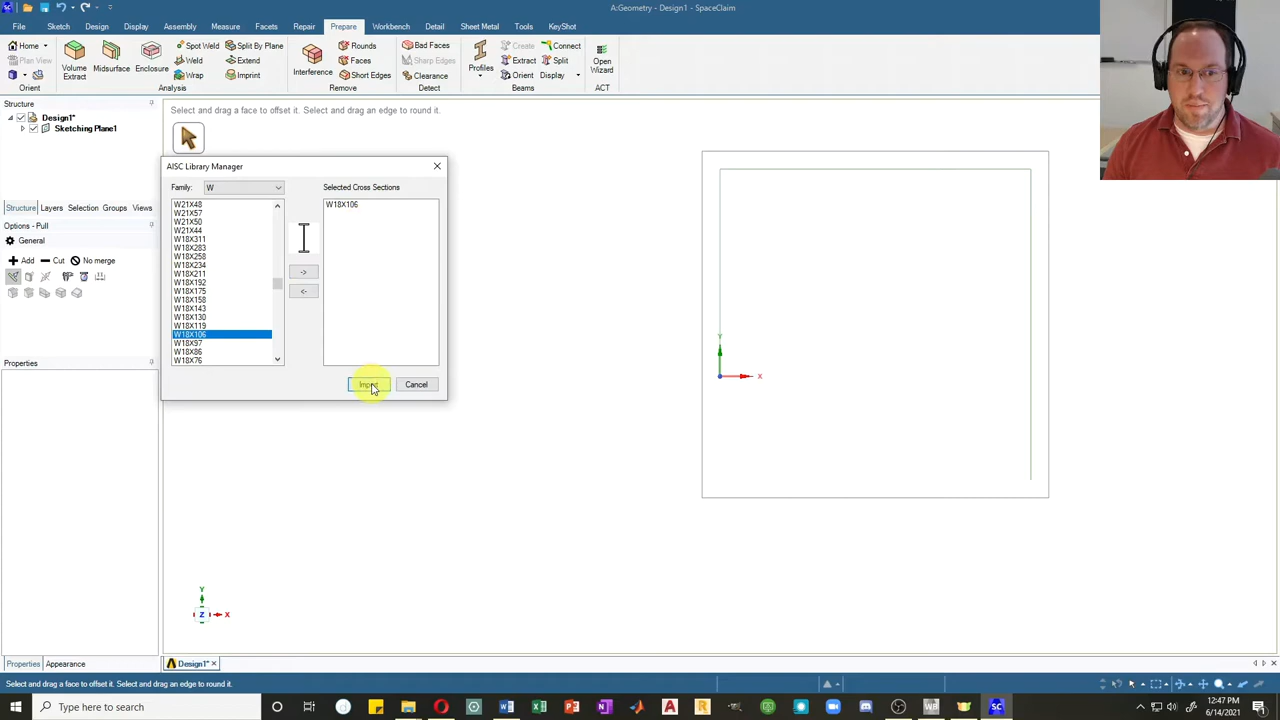 A:Geometry - Design1 - SpaceClaim
File Sketch Design Display Assembly Measure Facets Repair Prepare Workbench Detail Sheet Metal Tools KeyShot
Home Spot Weld Split By Plane Rounds Bad Faces Create Connect
Plan View Weld Extend Faces Sharp Edges Extract Split
Volume Extract Midsurface Enclosure Wrap Imprint Interference Short Edges Clearance Profiles Orient Display Open Wizard
Orient Analysis Remove Detect Beams ACT
Structure
Design1*
Sketching Plane1
Structure Layers Selection Groups Views
Options - Pull
General
Add Cut No merge
Properties
Properties Appearance
Select and drag a face to offset it. Select and drag an edge to round it.
AISC Library Manager
Family: W
Selected Cross Sections
W21X48
W21X57
W21X50
W21X44
W18X311
W18X283
W18X258
W18X234
W18X211
W18X192
W18X175
W18X158
W18X143
W18X130
W18X119
W18X106
W18X97
W18X86
W18X76
->
<-
W18X106
Import Cancel
Y
X
Y
Z X
Design1*
Select and drag a face to offset it. Select and drag an edge to round it.
Type here to search
12:47 PM
6/14/2021